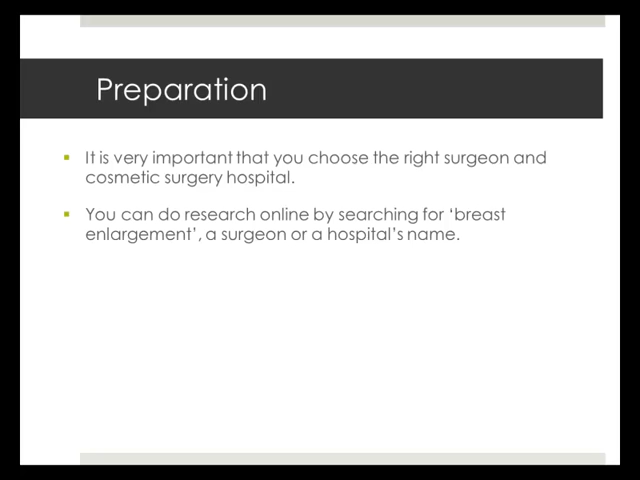 Preparation
It is very important that you choose the right surgeon and
cosmetic surgery hospital.
You can do research online by searching for ‘breast
enlargement’, a surgeon or a hospital’s name.